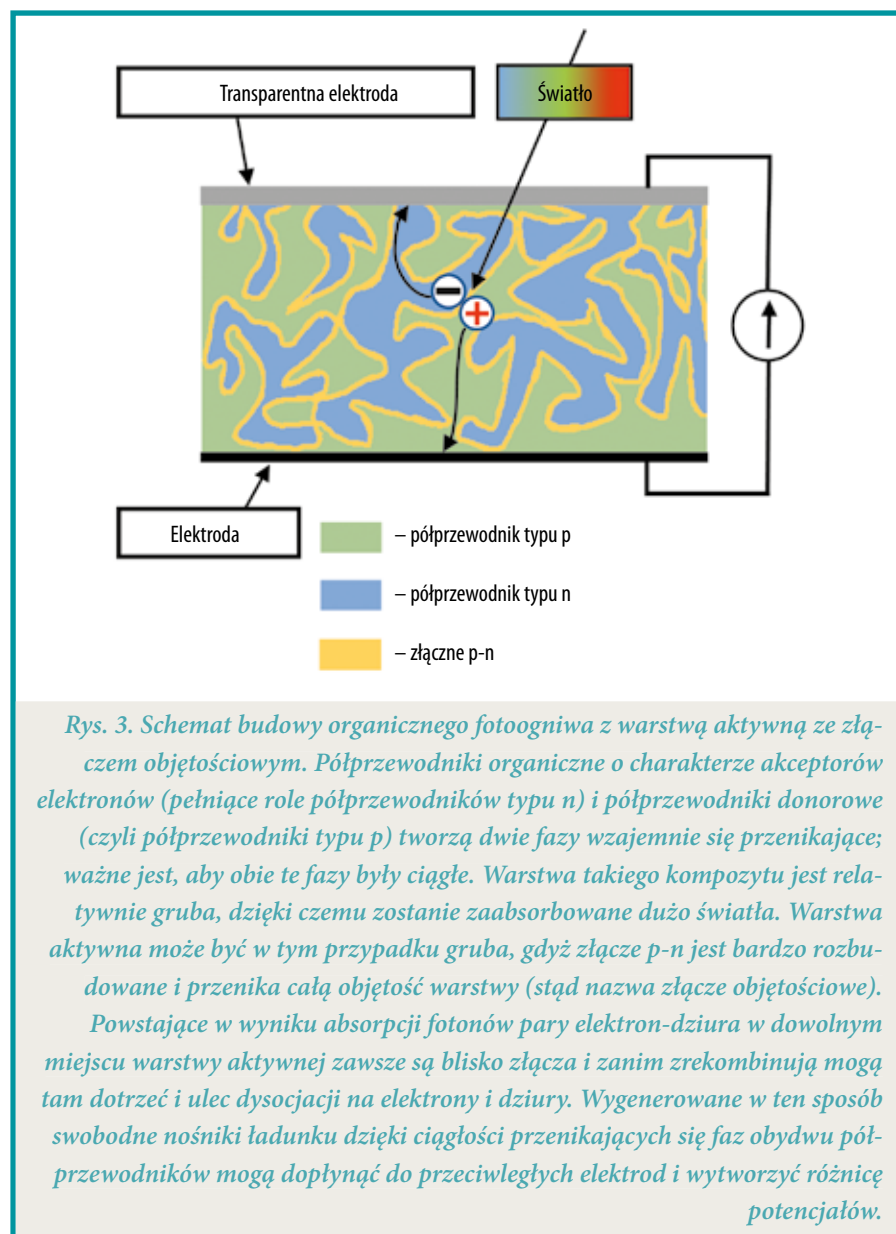 Transparentna elektroda
Światło
Elektroda
– półprzewodnik typu p
– półprzewodnik typu n
– złączne p-n
Rys. 3. Schemat budowy organicznego fotoogniwa z warstwą aktywną ze złą-
czem objętościowym. Półprzewodniki organiczne o charakterze akceptorów
elektronów (pełniące role półprzewodników typu n) i półprzewodniki donorowe
(czyli półprzewodniki typu p) tworzą dwie fazy wzajemnie się przenikające;
ważne jest, aby obie te fazy były ciągłe. Warstwa takiego kompozytu jest rela-
tywnie gruba, dzięki czemu zostanie zaabsorbowane dużo światła. Warstwa
aktywna może być w tym przypadku gruba, gdyż złącze p-n jest bardzo rozbu-
dowane i przenika całą objętość warstwy (stąd nazwa złącze objętościowe).
Powstające w wyniku absorpcji fotonów pary elektron-dziura w dowolnym
miejscu warstwy aktywnej zawsze są blisko złącza i zanim zrekombinują mogą
tam dotrzeć i ulec dysocjacji na elektrony i dziury. Wygenerowane w ten sposób
swobodne nośniki ładunku dzięki ciągłości przenikających się faz obydwu pół-
przewodników mogą dopłynąć do przeciwległych elektrod i wytworzyć różnicę
potencjałów.